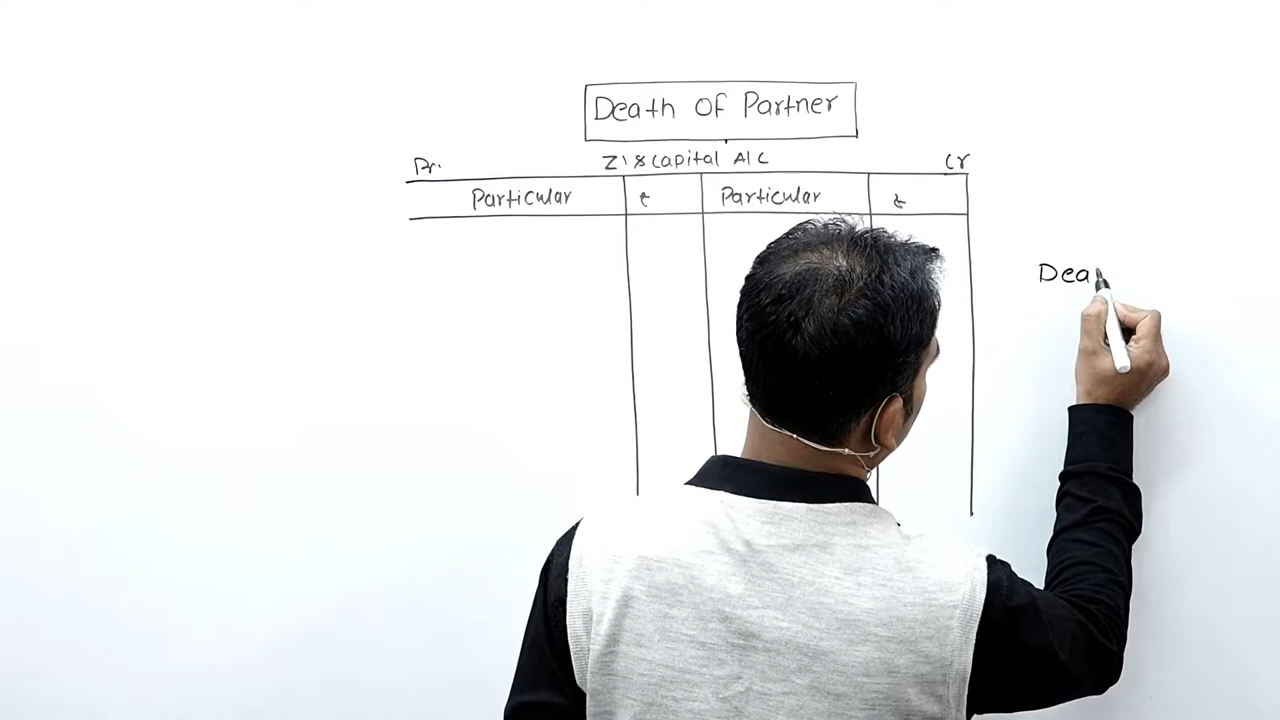 Death Of Partner
Dr. Z's Capital A/C Cr
Particular ₹ Particular ₹
Dea